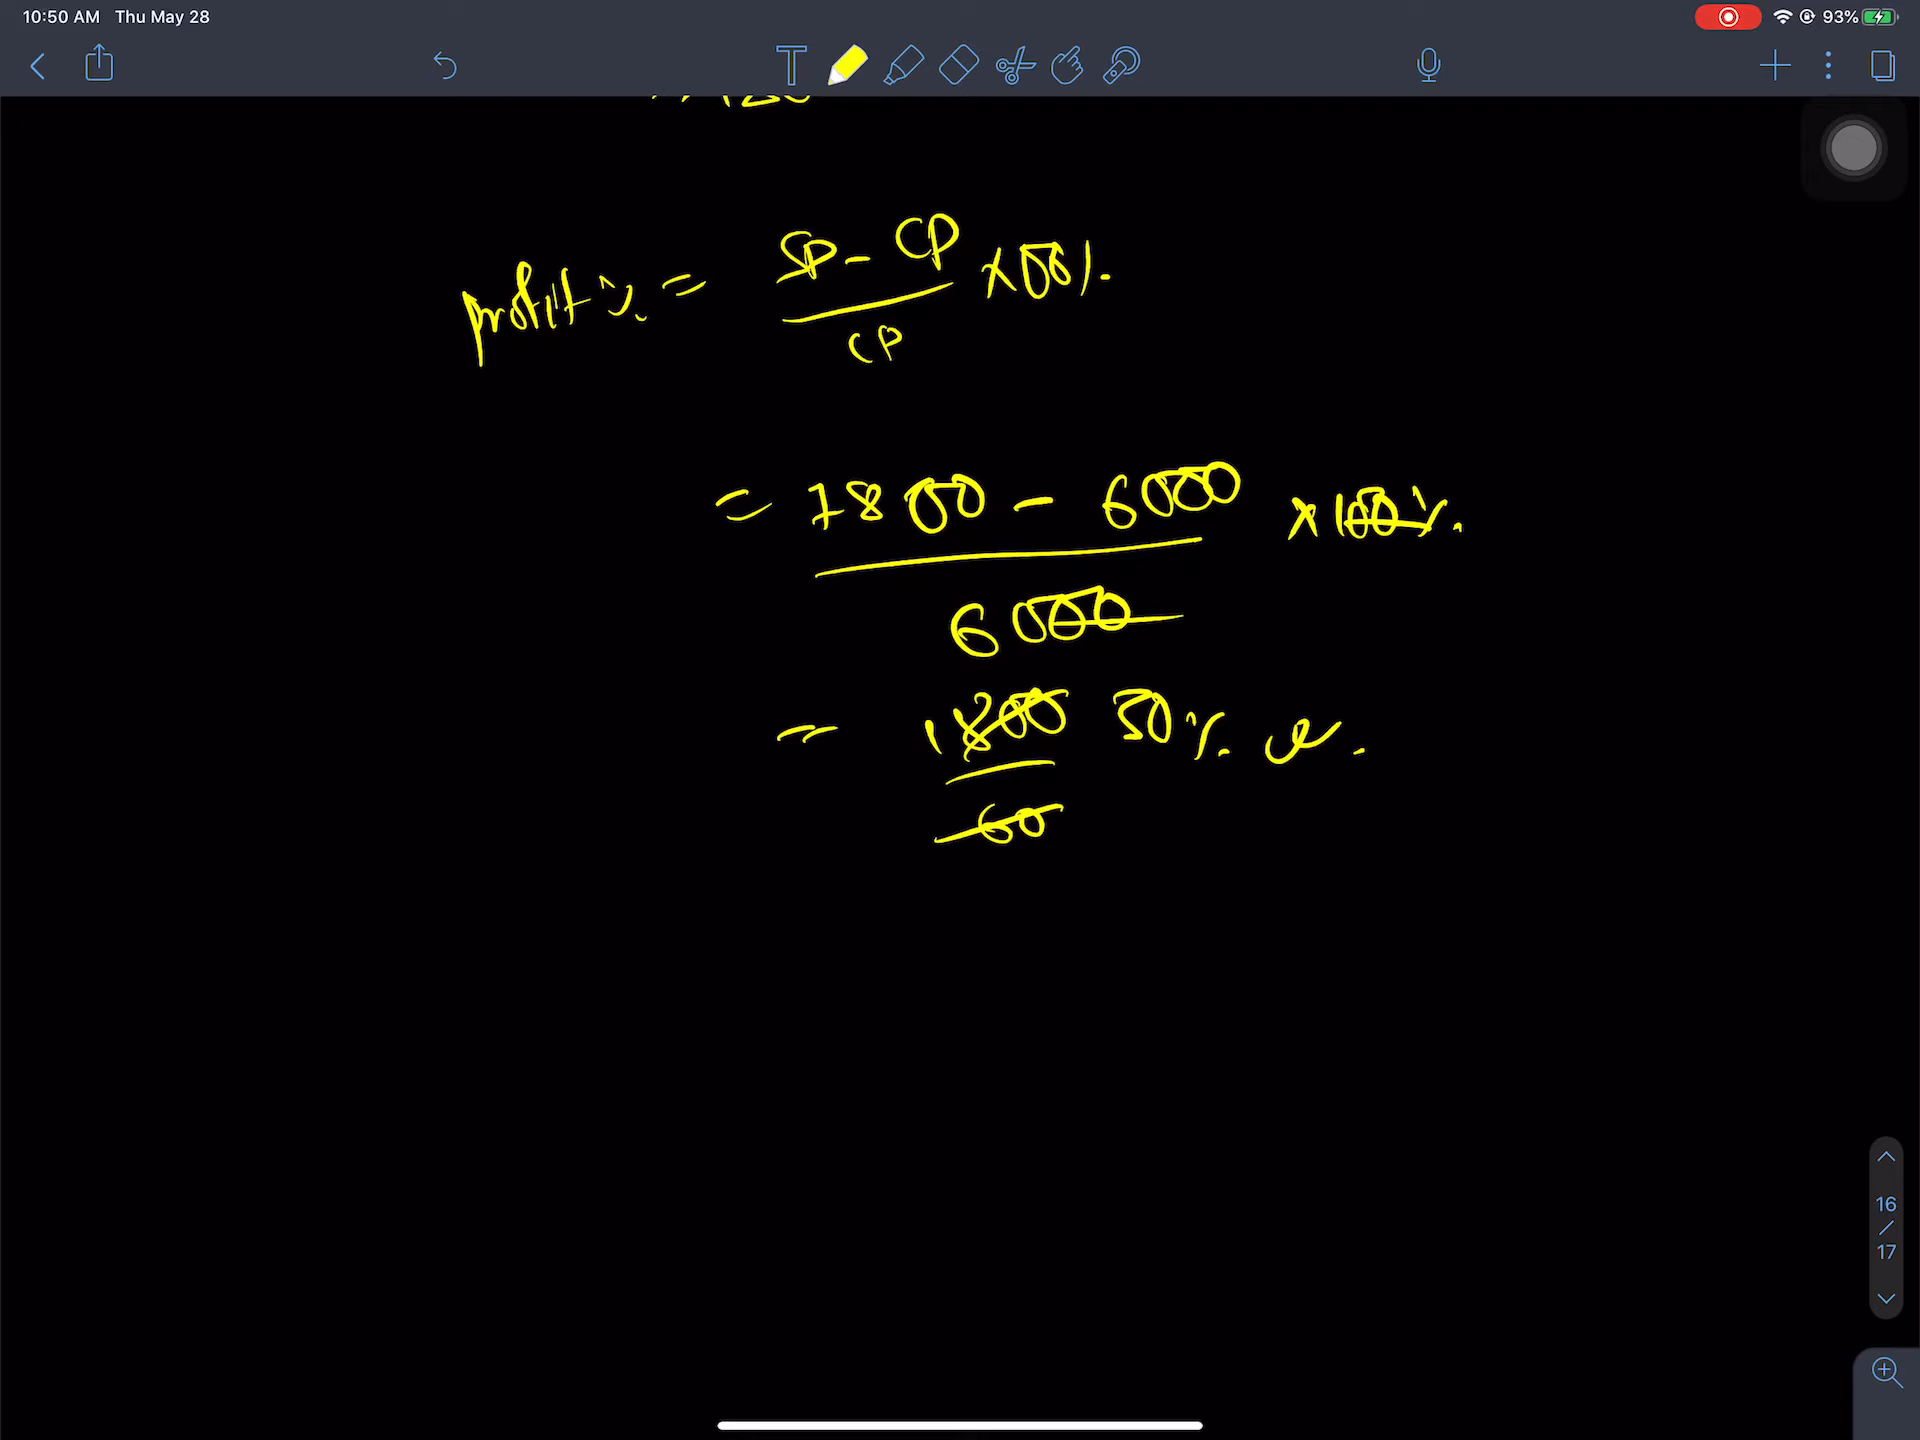 10:50 AM Thu May 28
93%
T
profit % = SP - CP / CP × 100 %.
= 7800 - 6000 / 6000 × 100 %.
= 1800 / 60 30 %.
16
/
17